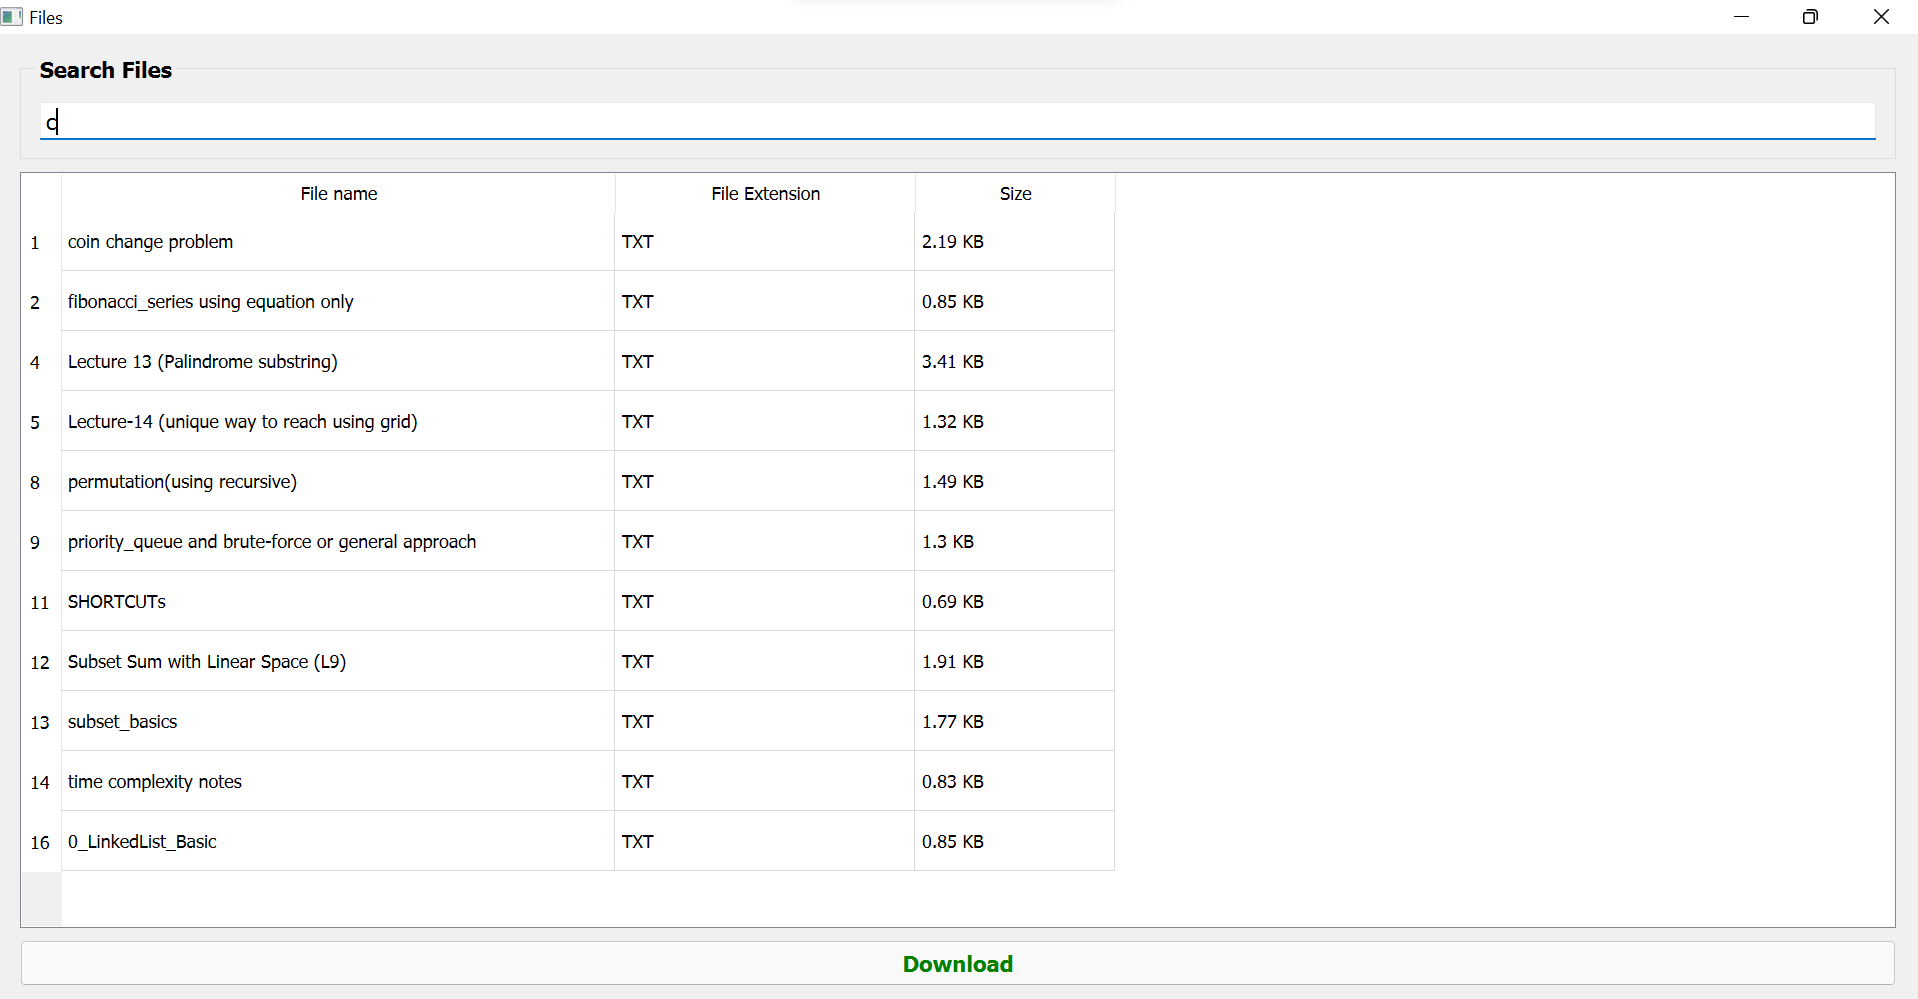 Files
Search Files
c
File name File Extension Size
1 coin change problem TXT 2.19 KB
2 fibonacci_series using equation only TXT 0.85 KB
4 Lecture 13 (Palindrome substring) TXT 3.41 KB
5 Lecture-14 (unique way to reach using grid) TXT 1.32 KB
8 permutation(using recursive) TXT 1.49 KB
9 priority_queue and brute-force or general approach TXT 1.3 KB
11 SHORTCUTs TXT 0.69 KB
12 Subset Sum with Linear Space (L9) TXT 1.91 KB
13 subset_basics TXT 1.77 KB
14 time complexity notes TXT 0.83 KB
16 0_LinkedList_Basic TXT 0.85 KB
Download